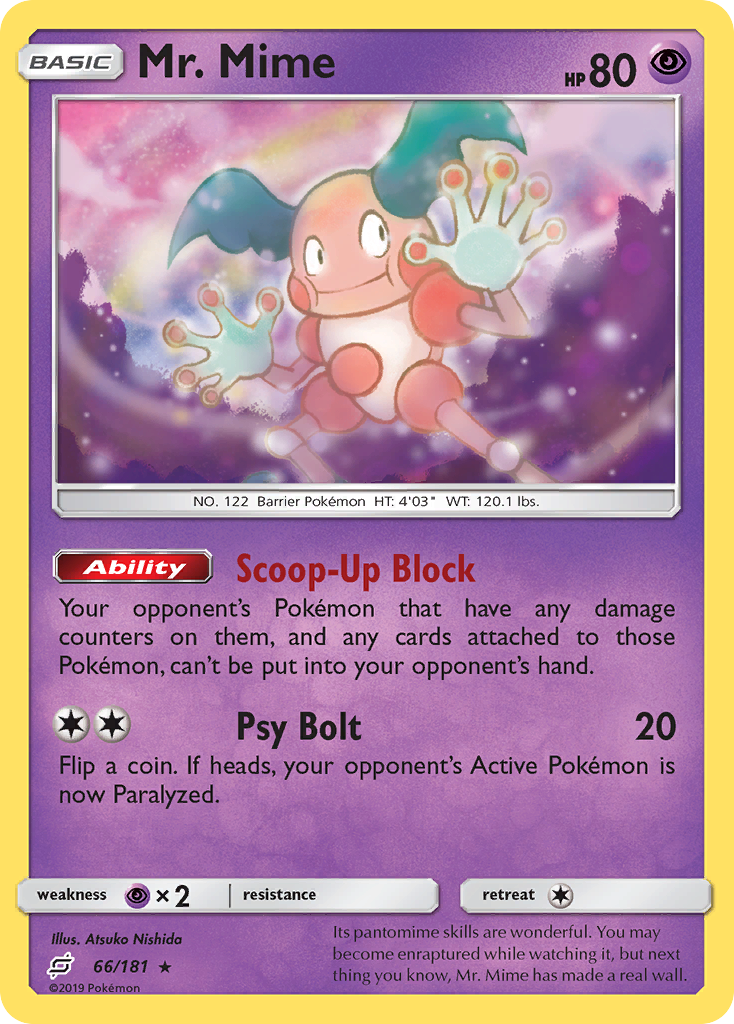 BASIC Mr. Mime HP 80
NO. 122 Barrier Pokémon HT: 4'03" WT: 120.1 lbs.
Ability Scoop-Up Block
Your opponent's Pokémon that have any damage
counters on them, and any cards attached to those
Pokémon, can't be put into your opponent's hand.
Psy Bolt 20
Flip a coin. If heads, your opponent's Active Pokémon is
now Paralyzed.
weakness ×2 resistance retreat
Illus. Atsuko Nishida
66/181 ★
©2019 Pokémon
Its pantomime skills are wonderful. You may
become enraptured while watching it, but next
thing you know, Mr. Mime has made a real wall.